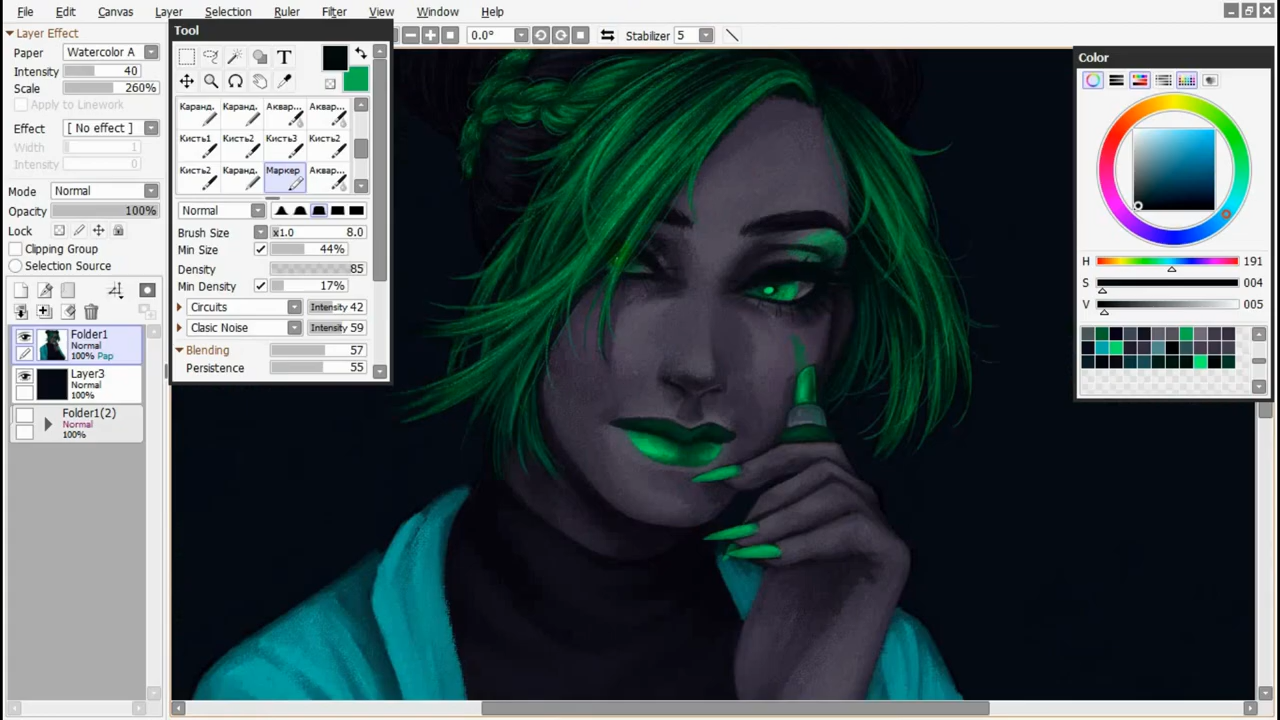 File Edit Canvas Layer Selection Ruler Filter View Window Help
Layer Effect
Paper Watercolor A
Intensity 40
Scale 260%
Apply to Linework
Effect [ No effect ]
Width 1
Intensity 0
Mode Normal
Opacity 100%
Lock
Clipping Group
Selection Source
Folder1
Normal
100% Pap
Layer3
Normal
100%
Folder1(2)
Normal
100%
Tool
T
Каранд. Каранд. Аквар... Аквар...
Кисть1 Кисть2 Кисть3 Кисть2
Кисть2 Каранд. Маркер Аквар...
Normal
Brush Size x1.0 8.0
Min Size 44%
Density 85
Min Density 17%
Circuits Intensity 42
Clasic Noise Intensity 59
Blending 57
Persistence 55
0.0° Stabilizer 5
Color
H 191
S 004
V 005